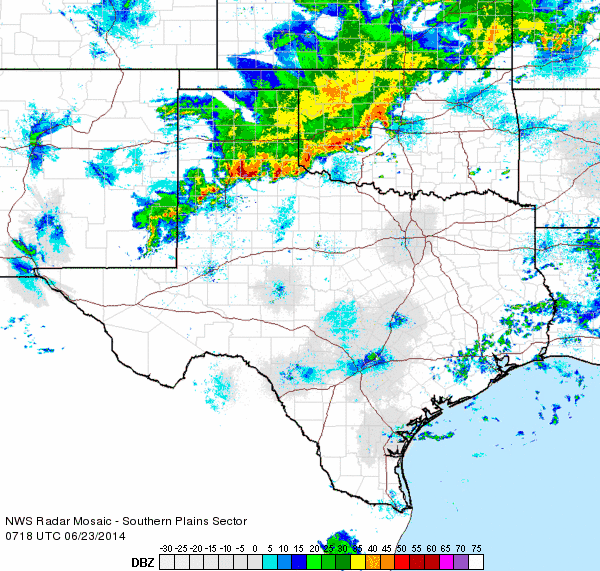 NWS Radar Mosaic - Southern Plains Sector
0718 UTC 06/23/2014
DBZ -30 -25 -20 -15 -10 -5 0 5 10 15 20 25 30 35 40 45 50 55 60 65 70 75